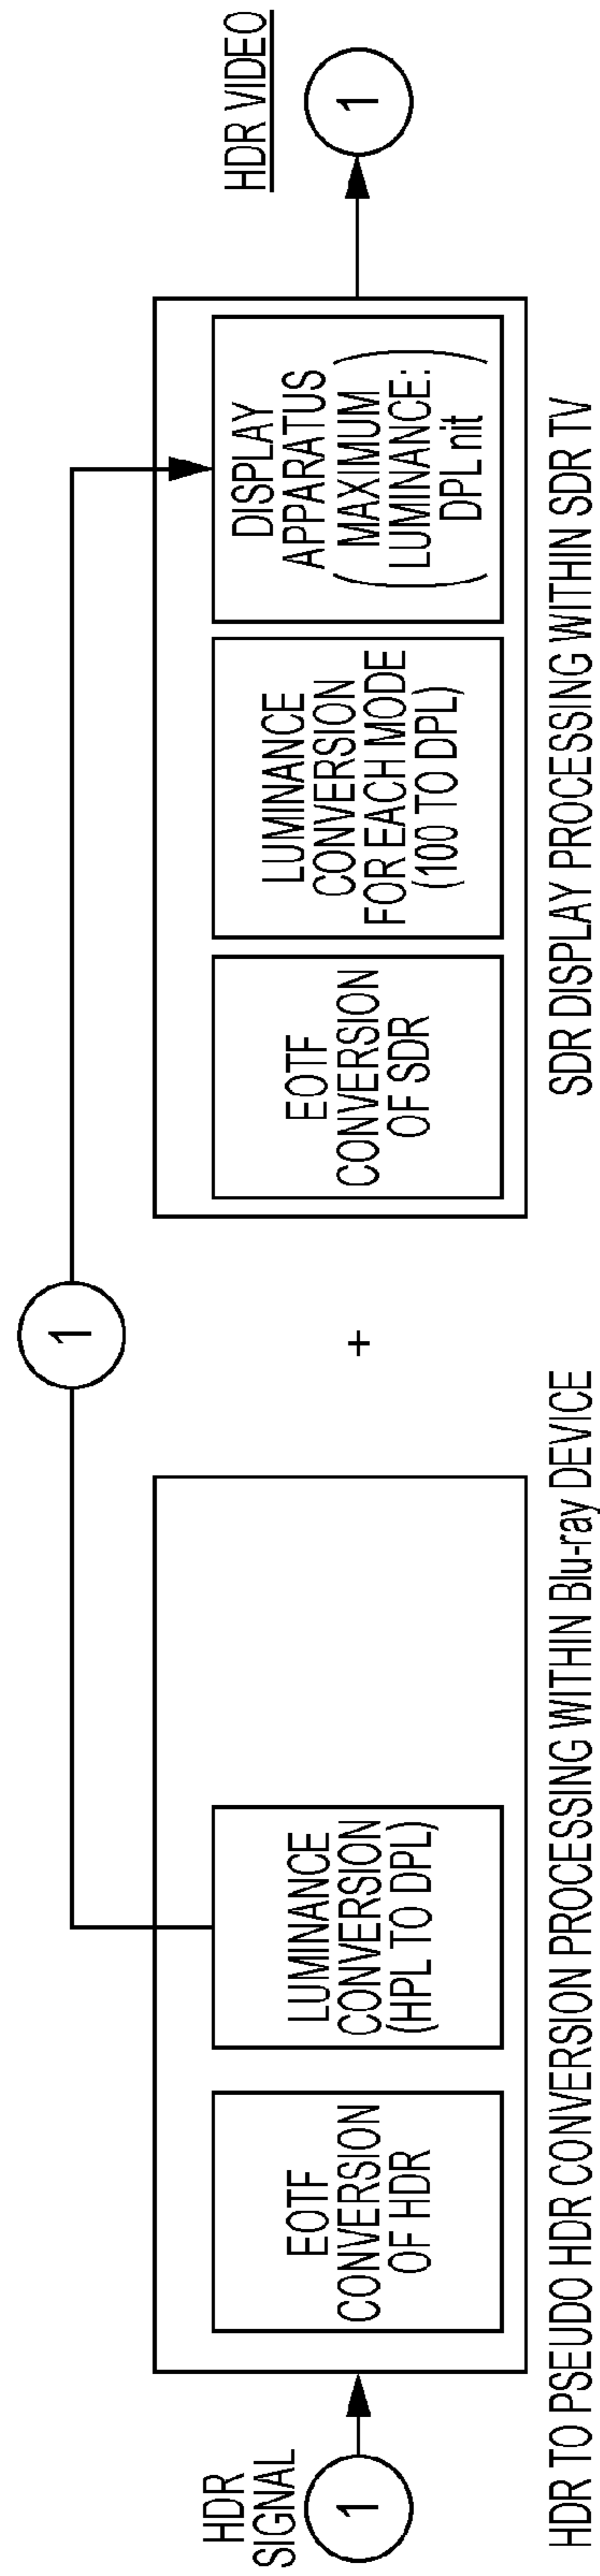 HDR
SIGNAL
1
EOTF
CONVERSION
OF HDR
LUMINANCE
CONVERSION
(HPL TO DPL)
HDR TO PSEUDO HDR CONVERSION PROCESSING WITHIN Blu-ray DEVICE
1
+
EOTF
CONVERSION
OF SDR
LUMINANCE
CONVERSION
FOR EACH MODE
(100 TO DPL)
DISPLAY
APPARATUS
(MAXIMUM
LUMINANCE:
DPL nit)
SDR DISPLAY PROCESSING WITHIN SDR TV
HDR VIDEO
1